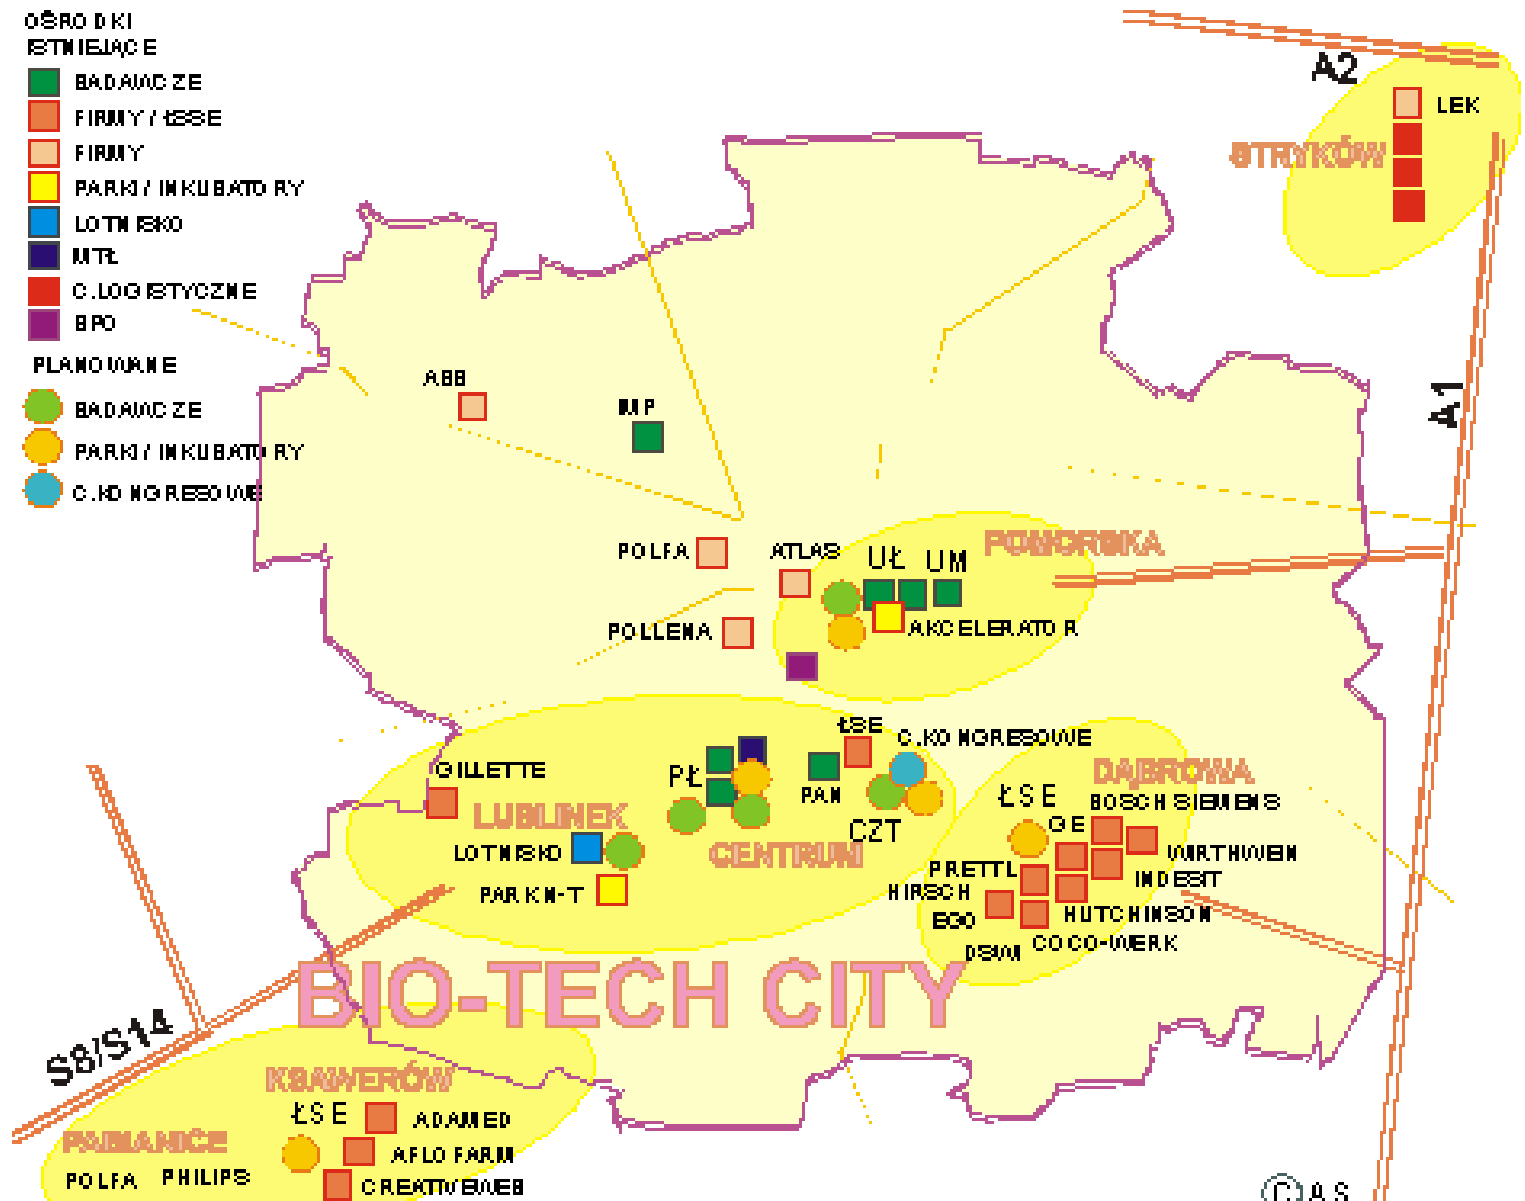 OŚRODKI
ISTNIEJĄCE
BADAWCZE
FIRMY / ŁSSE
FIRMY
PARKI / INKUBATORY
LOTNISKO
MTŁ
C.LOGISTYCZNE
BPO
PLANOWANE
BADAWCZE
PARKI / INKUBATORY
C.KONGRESOWE
A2
LEK
STRYKÓW
A1
ABB
IMP
POLFA
ATLAS
UŁ UM
POMORSKA
POLLENA
AKCELERATOR
ŁSE
C.KONGRESOWE
GILLETTE
PŁ
PAN
DĄBROWA
ŁSE
BOSCH SIEMENS
LUBLINEK
CZT
GE
LOTNISKO
CENTRUM
WIRTHWEIN
PRETTL
INDESIT
PARK N-T
HIRSCH
HUTCHINSON
EGO
COCO-WERK
DSW
BIO-TECH CITY
S8/S14
KSAWERÓW
ŁSE
ADAMED
PABIANICE
AFLOFARM
POLFA PHILIPS
CREATIVEWEB
© A S